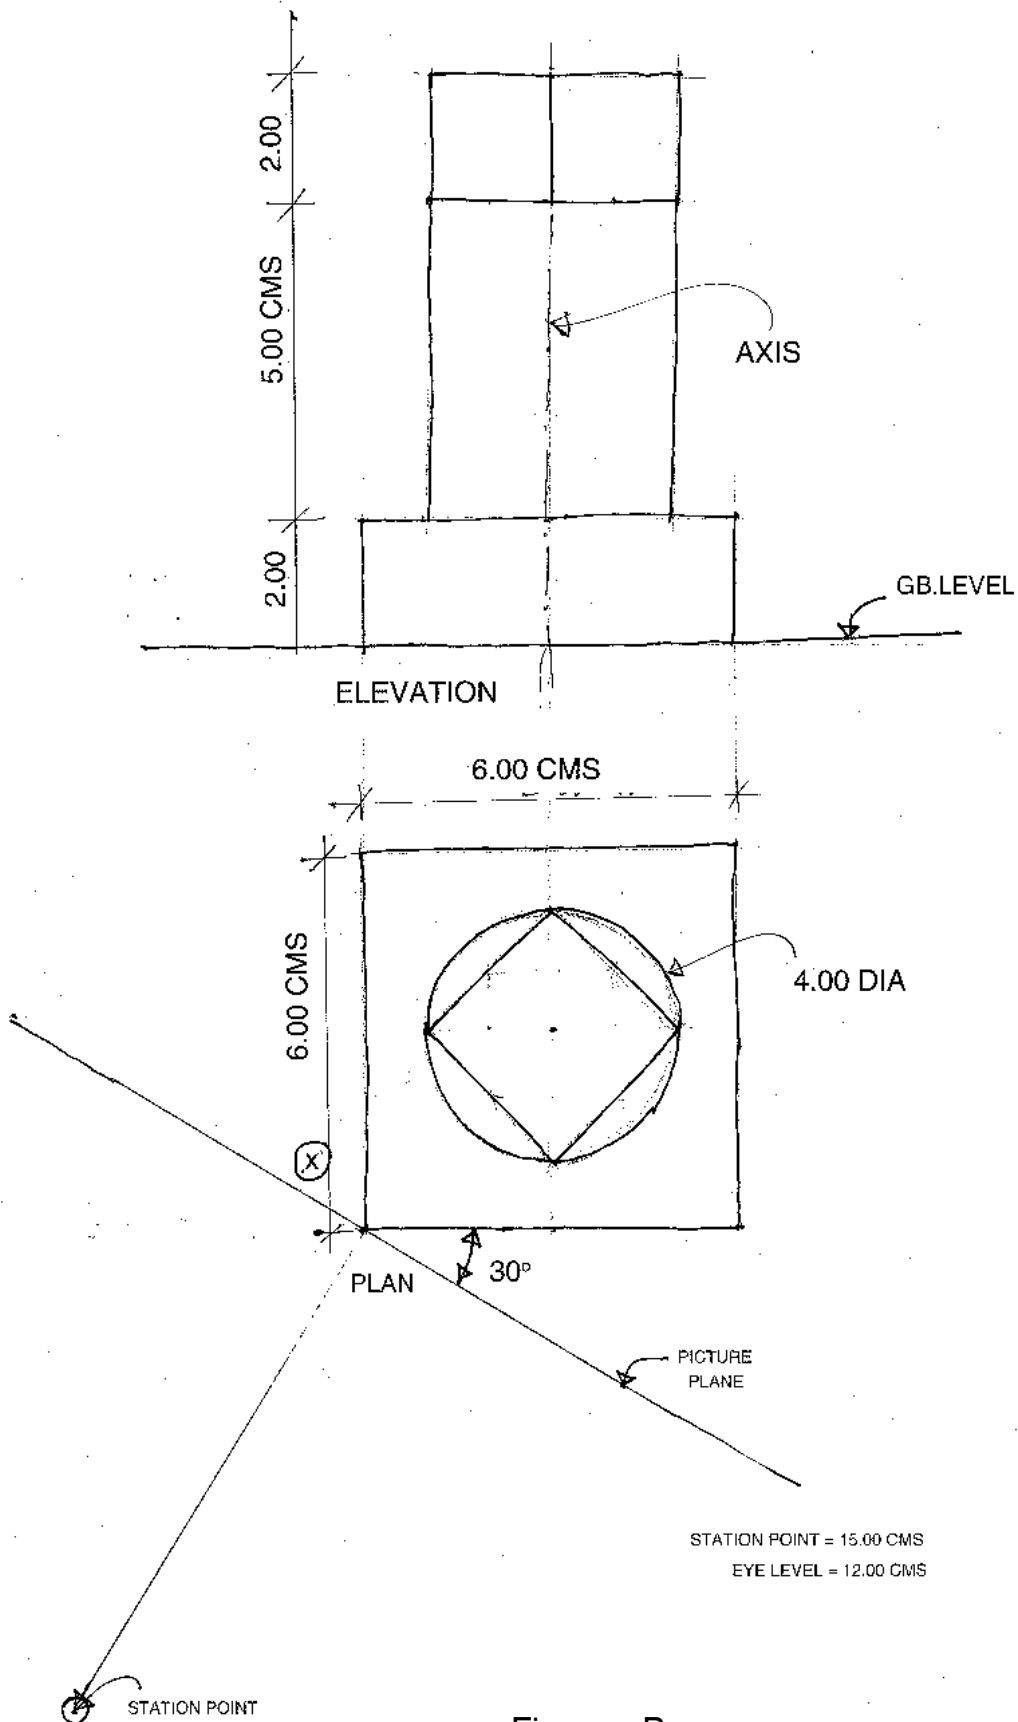 2.00
5.00 CMS
AXIS
2.00
GB.LEVEL
ELEVATION
6.00 CMS
6.00 CMS
4.00 DIA
X
30°
PLAN
PICTURE
PLANE
STATION POINT = 15.00 CMS
EYE LEVEL = 12.00 CMS
STATION POINT